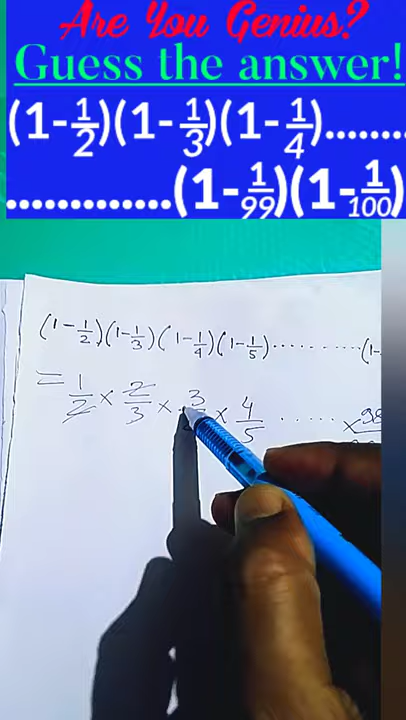 Are You Genius?
Guess the answer!
(1-1/2)(1-1/3)(1-1/4)........
.............(1-1/99)(1-1/100)
(1-1/2)(1-1/3)(1-1/4)(1-1/5)..........(1-
= 1/2 × 2/3 × 3/ × 4/5 ...... × 98/